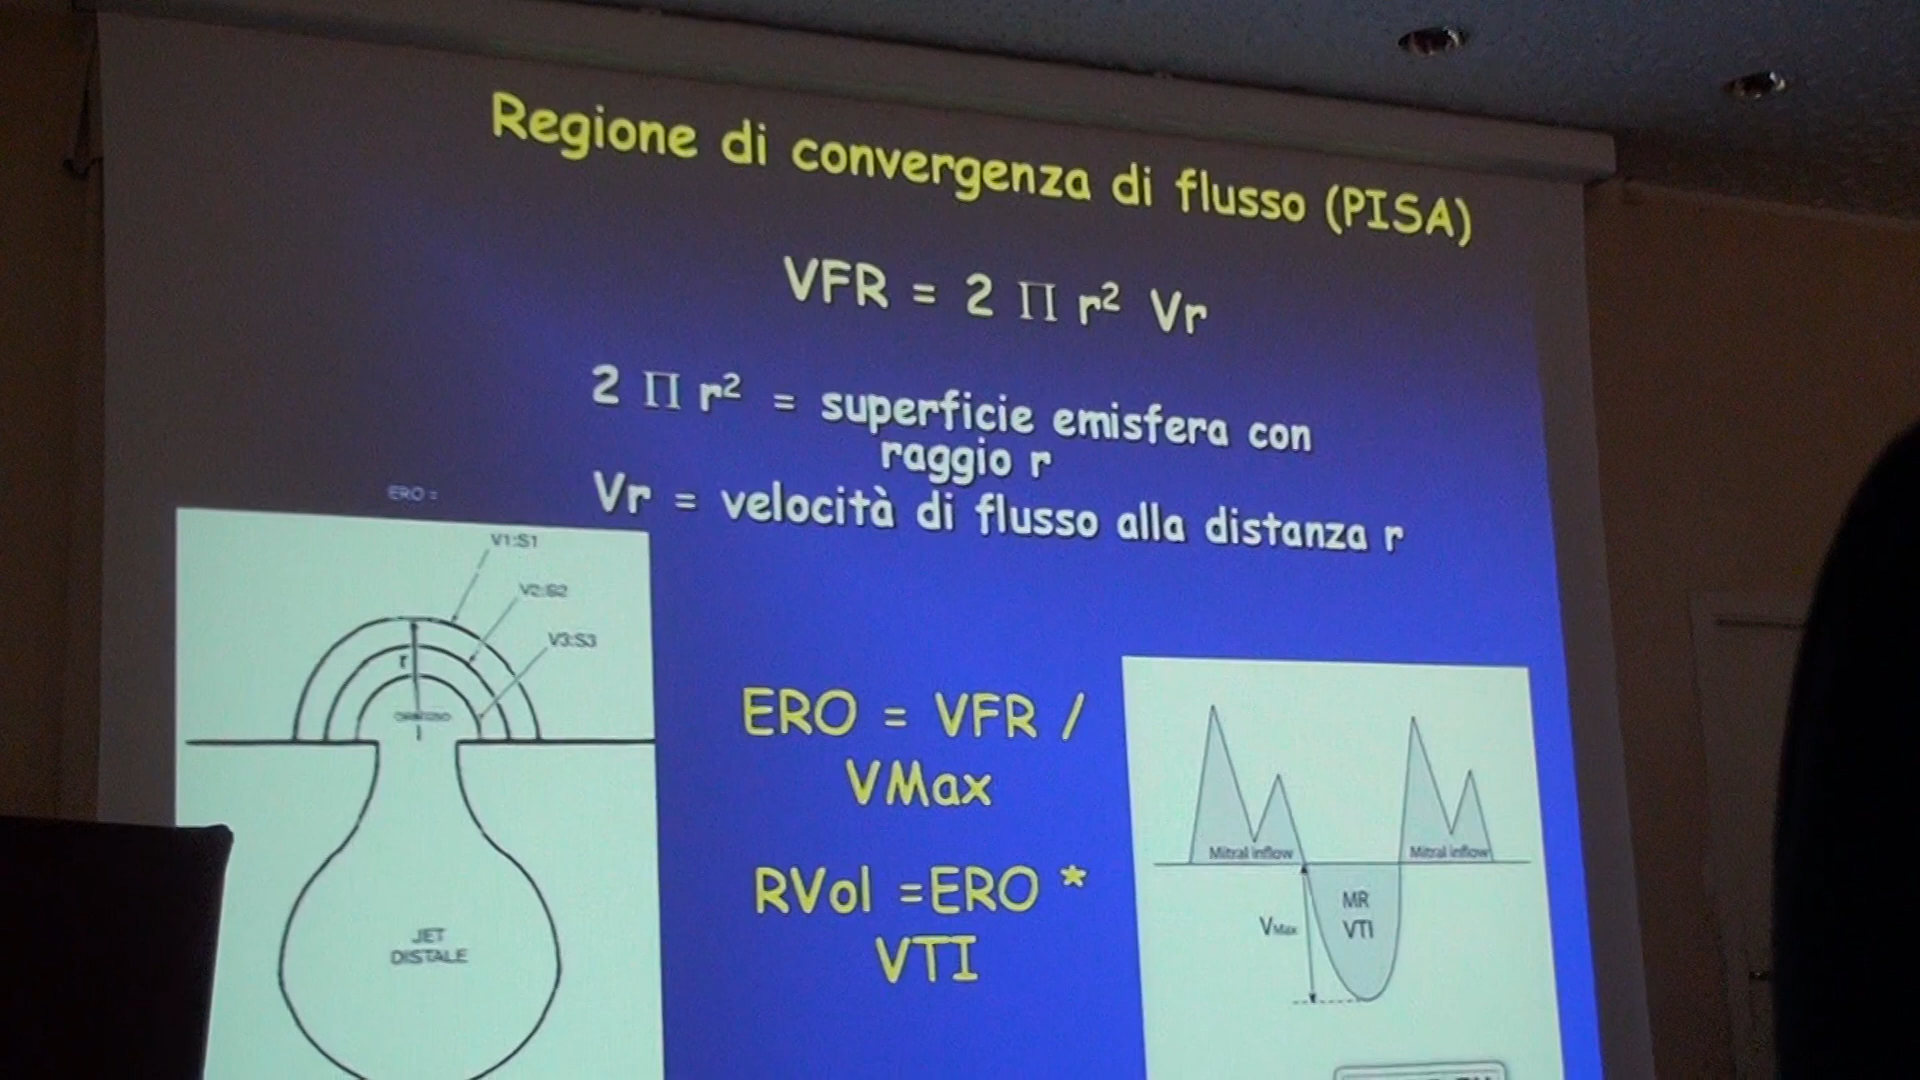 Regione di convergenza di flusso (PISA)
VFR = 2 Π r² Vr
2 Π r² = superficie emisfera con
raggio r
Vr = velocità di flusso alla distanza r
ERO =
V1:S1
V2:S2
V3:S3
r
JET
DISTALE
ERO = VFR /
VMax
RVol =ERO *
VTI
Mitral inflow
Mitral inflow
MR
VTI
VMax